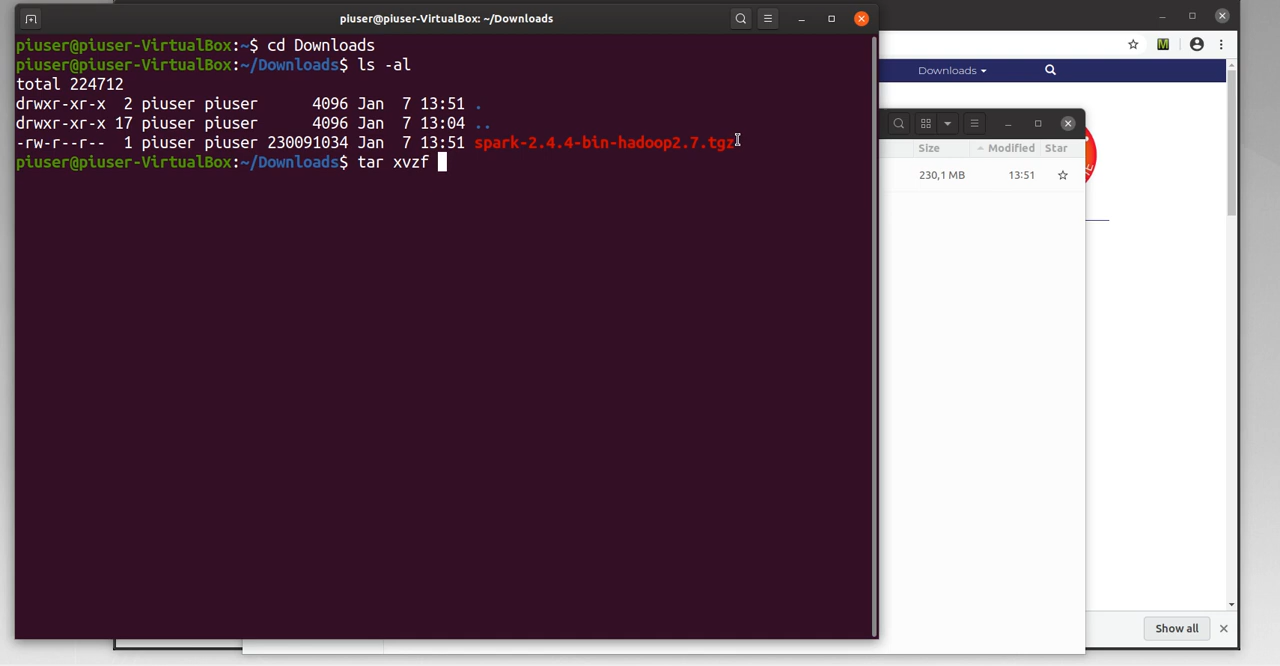 piuser@piuser-VirtualBox: ~/Downloads
piuser@piuser-VirtualBox:~$ cd Downloads
piuser@piuser-VirtualBox:~/Downloads$ ls -al
total 224712
drwxr-xr-x  2 piuser piuser      4096 Jan  7 13:51 .
drwxr-xr-x 17 piuser piuser      4096 Jan  7 13:04 ..
-rw-r--r--  1 piuser piuser 230091034 Jan  7 13:51 spark-2.4.4-bin-hadoop2.7.tgz
piuser@piuser-VirtualBox:~/Downloads$ tar xvzf
M
Downloads
Size Modified Star
230,1 MB 13:51
Show all